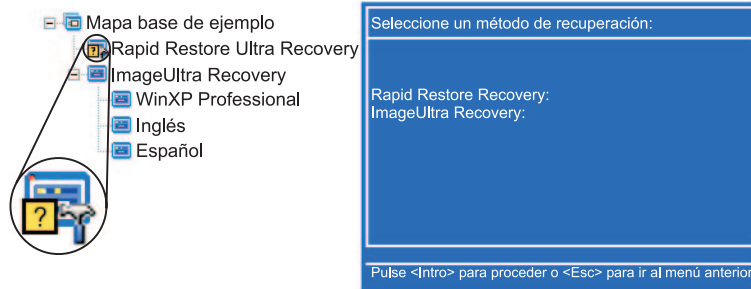 Mapa base de ejemplo
Rapid Restore Ultra Recovery
ImageUltra Recovery
WinXP Professional
Inglés
Español
?
Seleccione un método de recuperación:
Rapid Restore Recovery:
ImageUltra Recovery:
Pulse <Intro> para proceder o <Esc> para ir al menú anterior